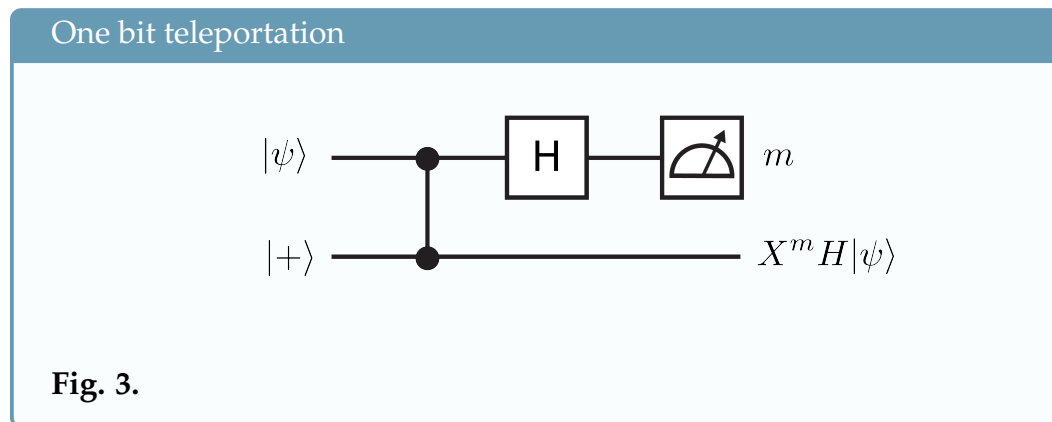 One bit teleportation
|ψ⟩ H m
|+⟩ X^m H|ψ⟩
Fig. 3.